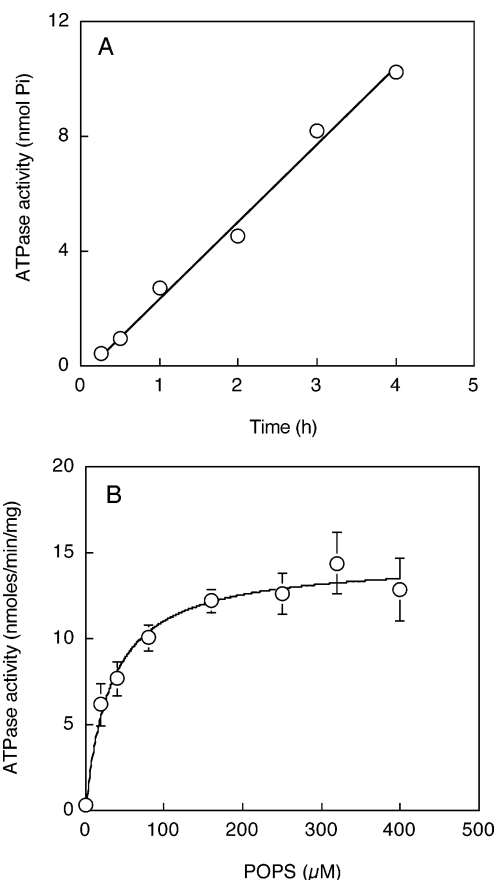 12
A
8
4
0
ATPase activity (nmol Pi)
0 1 2 3 4 5
Time (h)
20
B
15
10
5
0
ATPase activity (nmoles/min/mg)
0 100 200 300 400 500
POPS (µM)